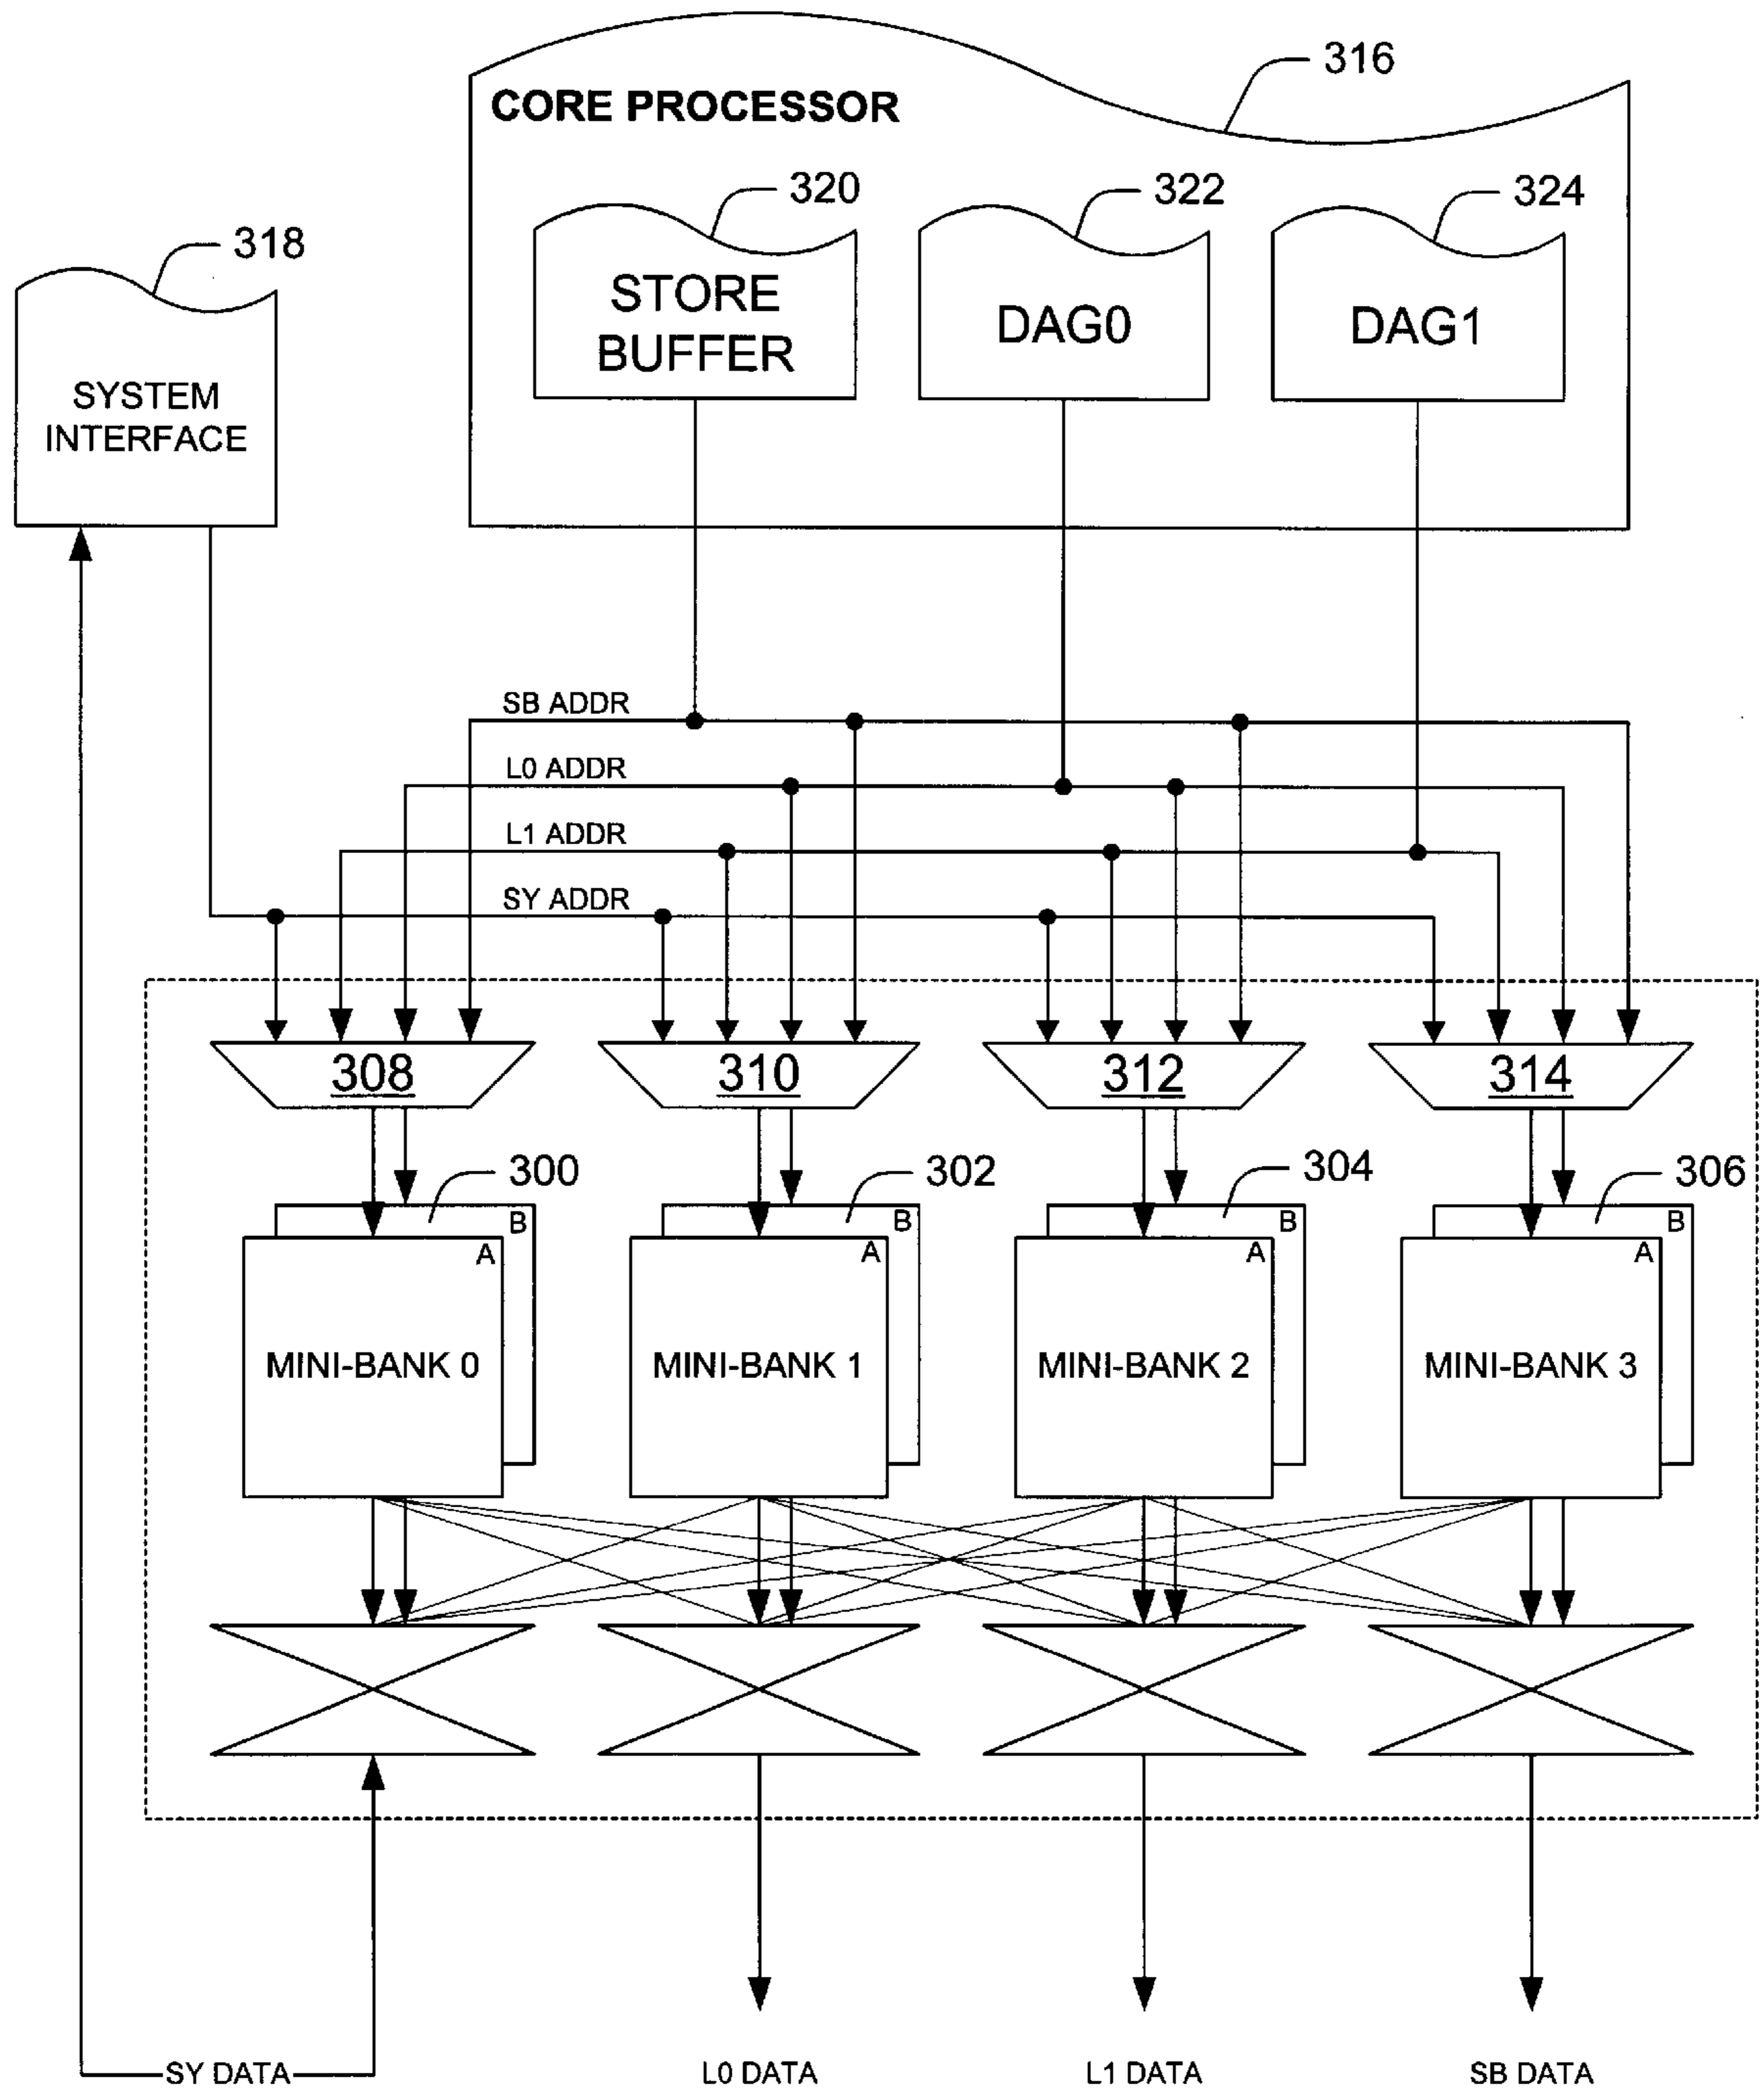 316
CORE PROCESSOR
320
322
324
318
STORE
BUFFER
DAG0
DAG1
SYSTEM
INTERFACE
SB ADDR
L0 ADDR
L1 ADDR
SY ADDR
308
310
312
314
300
302
304
306
B
B
B
B
A
A
A
A
MINI-BANK 0
MINI-BANK 1
MINI-BANK 2
MINI-BANK 3
SY DATA
L0 DATA
L1 DATA
SB DATA